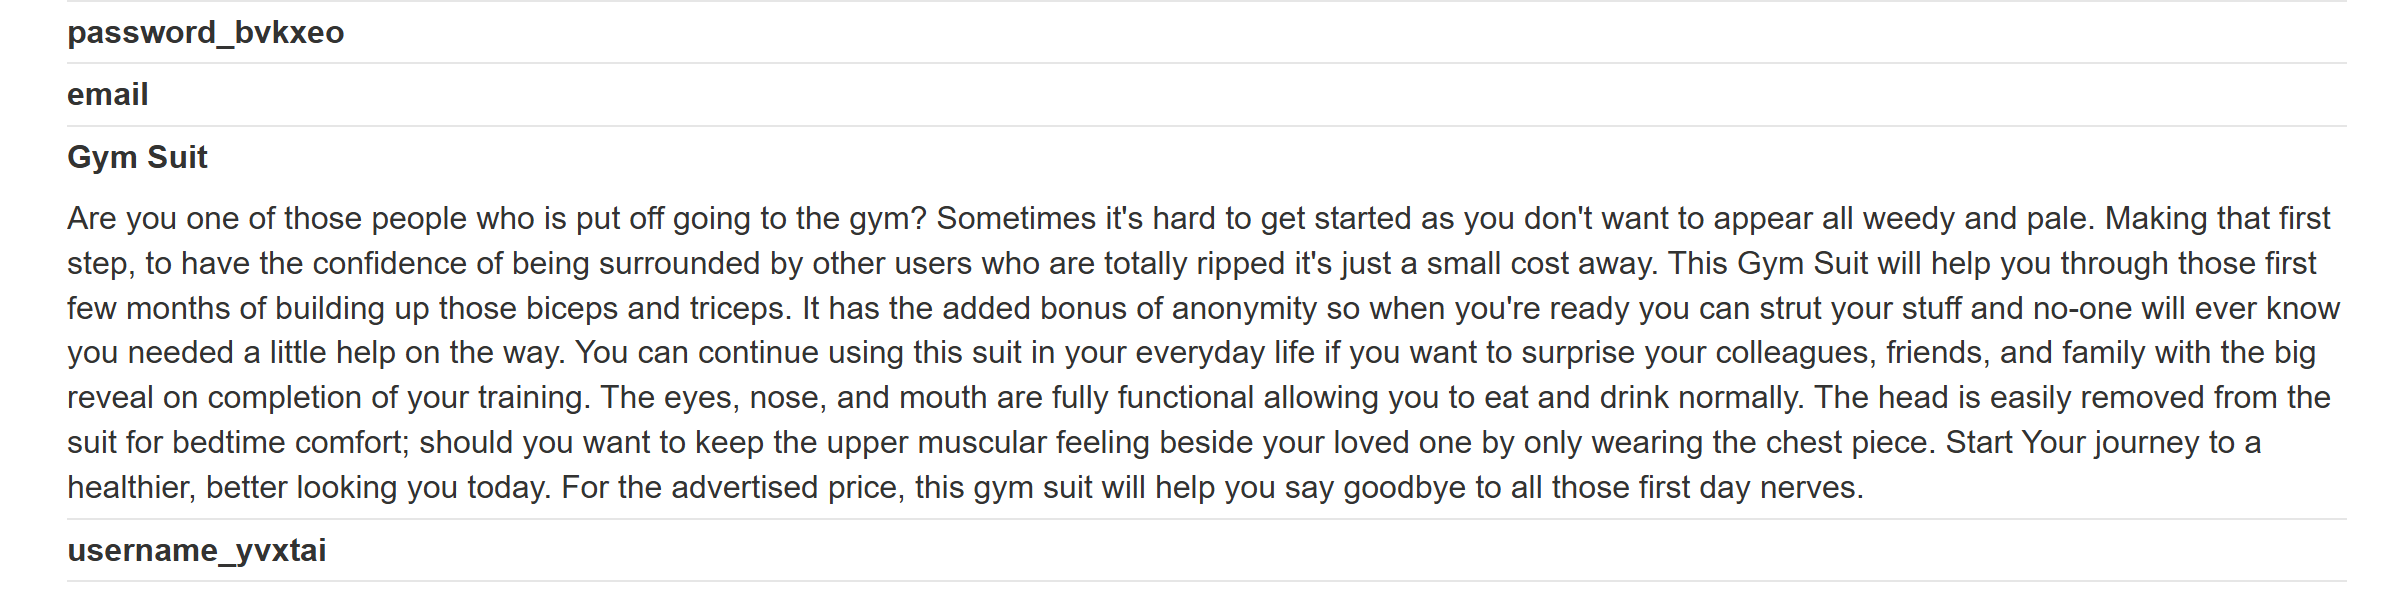 password_bvkxeo
email
Gym Suit
Are you one of those people who is put off going to the gym? Sometimes it's hard to get started as you don't want to appear all weedy and pale. Making that first
step, to have the confidence of being surrounded by other users who are totally ripped it's just a small cost away. This Gym Suit will help you through those first
few months of building up those biceps and triceps. It has the added bonus of anonymity so when you're ready you can strut your stuff and no-one will ever know
you needed a little help on the way. You can continue using this suit in your everyday life if you want to surprise your colleagues, friends, and family with the big
reveal on completion of your training. The eyes, nose, and mouth are fully functional allowing you to eat and drink normally. The head is easily removed from the
suit for bedtime comfort; should you want to keep the upper muscular feeling beside your loved one by only wearing the chest piece. Start Your journey to a
healthier, better looking you today. For the advertised price, this gym suit will help you say goodbye to all those first day nerves.
username_yvxtai